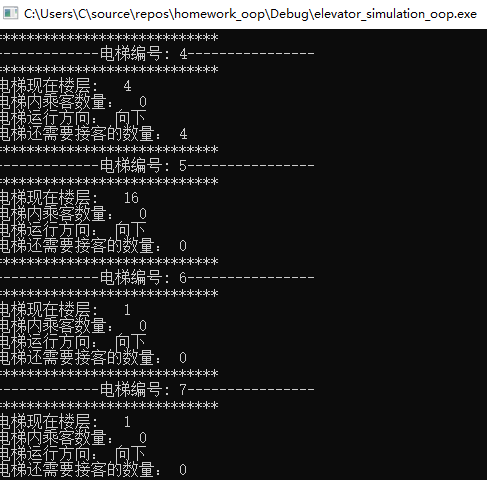 C:\Users\C\source\repos\homework_oop\Debug\elevator_simulation_oop.exe
****************************
-------------电梯编号: 4----------------
****************************
电梯现在楼层:   4
电梯内乘客数量:   0
电梯运行方向:  向下
电梯还需要接客的数量: 4
****************************
-------------电梯编号: 5----------------
****************************
电梯现在楼层:   16
电梯内乘客数量:   0
电梯运行方向:  向下
电梯还需要接客的数量: 0
****************************
-------------电梯编号: 6----------------
****************************
电梯现在楼层:   1
电梯内乘客数量:   0
电梯运行方向:  向下
电梯还需要接客的数量: 0
****************************
-------------电梯编号: 7----------------
****************************
电梯现在楼层:   1
电梯内乘客数量:   0
电梯运行方向:  向下
电梯还需要接客的数量: 0